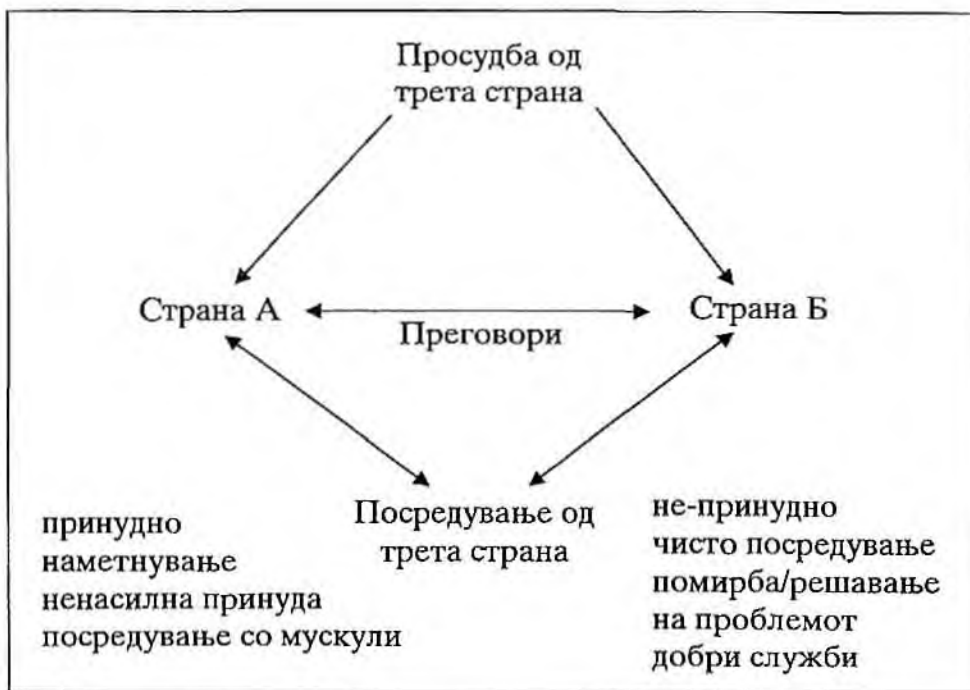 Просудба од
трета страна
Страна А
Страна Б
Преговори
Посредување од
трета страна
принудно
наметнување
ненасилна принуда
посредување со мускули
не-принудно
чисто посредување
помирба/решавање
на проблемот
добри служби